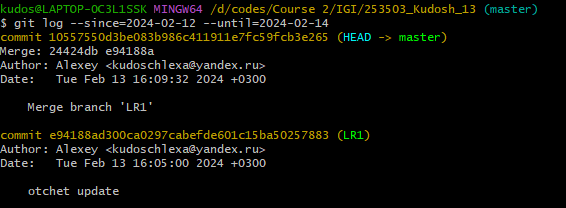 kudos@LAPTOP-OC3L1SSK MINGW64 /d/codes/Course 2/IGI/253503_Kudosh_13 (master)
$ git log --since=2024-02-12 --until=2024-02-14
commit 10557550d3be083b986c411911e7fc59fcb3e265 (HEAD -> master)
Merge: 24424db e94188a
Author: Alexey <kudoschlexa@yandex.ru>
Date:   Tue Feb 13 16:09:32 2024 +0300

    Merge branch 'LR1'

commit e94188ad300ca0297cabefde601c15ba50257883 (LR1)
Author: Alexey <kudoschlexa@yandex.ru>
Date:   Tue Feb 13 16:05:00 2024 +0300

    otchet update